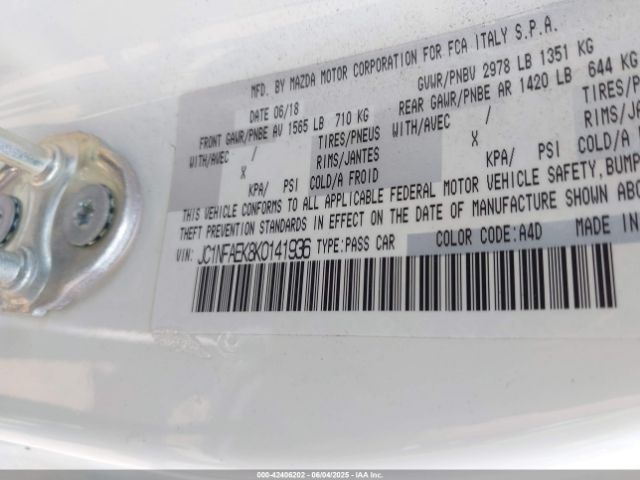 MFD. BY MAZDA MOTOR CORPORATION FOR FCA ITALY S.P.A.
DATE 06/18 GVWR/PNBV 2978 LB 1351 KG
FRONT GAWR/PNBE AV 1565 LB 710 KG REAR GAWR/PNBE AR 1420 LB 644 KG
WITH/AVEC / TIRES/PNEUS WITH/AVEC / TIRES/
X RIMS/JANTES X RIMS/
KPA/ PSI COLD/A FROID KPA/ PSI COLD/A
THIS VEHICLE CONFORMS TO ALL APPLICABLE FEDERAL MOTOR VEHICLE SAFETY, BUMP
THEFT PREVENTION STANDARDS IN EFFECT ON THE DATE OF MANUFACTURE SHOWN ABO
VIN: JC1NFAEK8K0141936 TYPE:PASS CAR COLOR CODE:A4D MADE IN
000-42406202 - 06/04/2025 - IAA Inc.